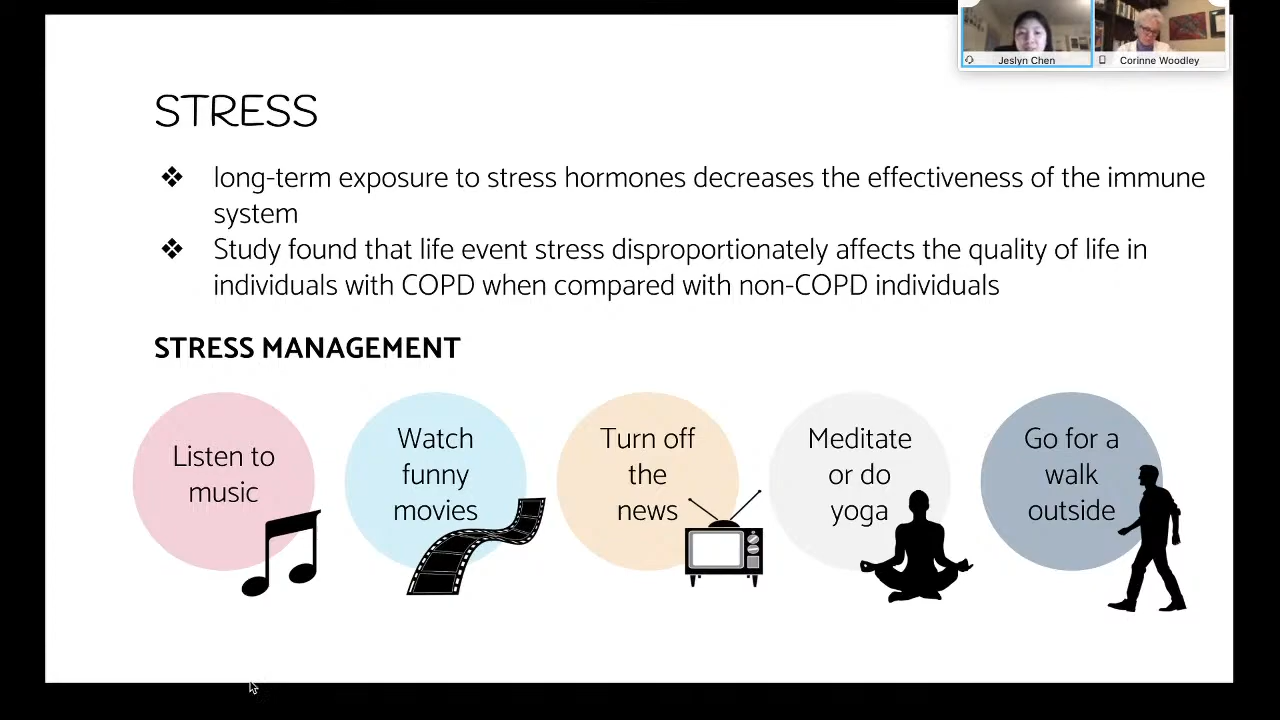 Jeslyn Chen
Corinne Woodley
STRESS
❖ long-term exposure to stress hormones decreases the effectiveness of the immune
system
❖ Study found that life event stress disproportionately affects the quality of life in
individuals with COPD when compared with non-COPD individuals
STRESS MANAGEMENT
Listen to
music
Watch
funny
movies
Turn off
the
news
Meditate
or do
yoga
Go for a
walk
outside